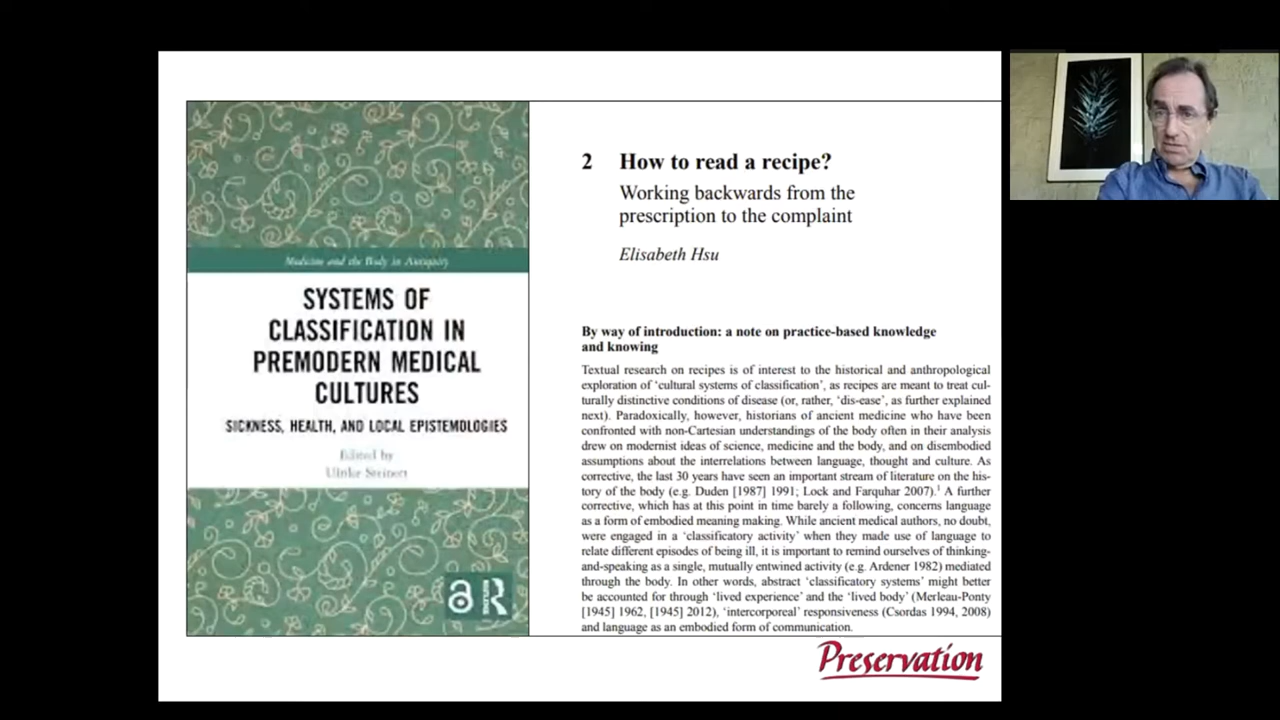 Medicine and the Body in Antiquity
SYSTEMS OF
CLASSIFICATION IN
PREMODERN MEDICAL
CULTURES
SICKNESS, HEALTH, AND LOCAL EPISTEMOLOGIES
Edited by
Ulrike Steinert
ROUTLEDGE
2 How to read a recipe?
Working backwards from the
prescription to the complaint
Elisabeth Hsu
By way of introduction: a note on practice-based knowledge
and knowing
Textual research on recipes is of interest to the historical and anthropological
exploration of ‘cultural systems of classification’, as recipes are meant to treat cul-
turally distinctive conditions of disease (or, rather, ‘dis-ease’, as further explained
next). Paradoxically, however, historians of ancient medicine who have been
confronted with non-Cartesian understandings of the body often in their analysis
drew on modernist ideas of science, medicine and the body, and on disembodied
assumptions about the interrelations between language, thought and culture. As
corrective, the last 30 years have seen an important stream of literature on the his-
tory of the body (e.g. Duden [1987] 1991; Lock and Farquhar 2007).1 A further
corrective, which has at this point in time barely a following, concerns language
as a form of embodied meaning making. While ancient medical authors, no doubt,
were engaged in a ‘classificatory activity’ when they made use of language to
relate different episodes of being ill, it is important to remind ourselves of thinking-
and-speaking as a single, mutually entwined activity (e.g. Ardener 1982) mediated
through the body. In other words, abstract ‘classificatory systems’ might better
be accounted for through ‘lived experience’ and the ‘lived body’ (Merleau-Ponty
[1945] 1962, [1945] 2012), ‘intercorporeal’ responsiveness (Csordas 1994, 2008)
and language as an embodied form of communication.
Preservation